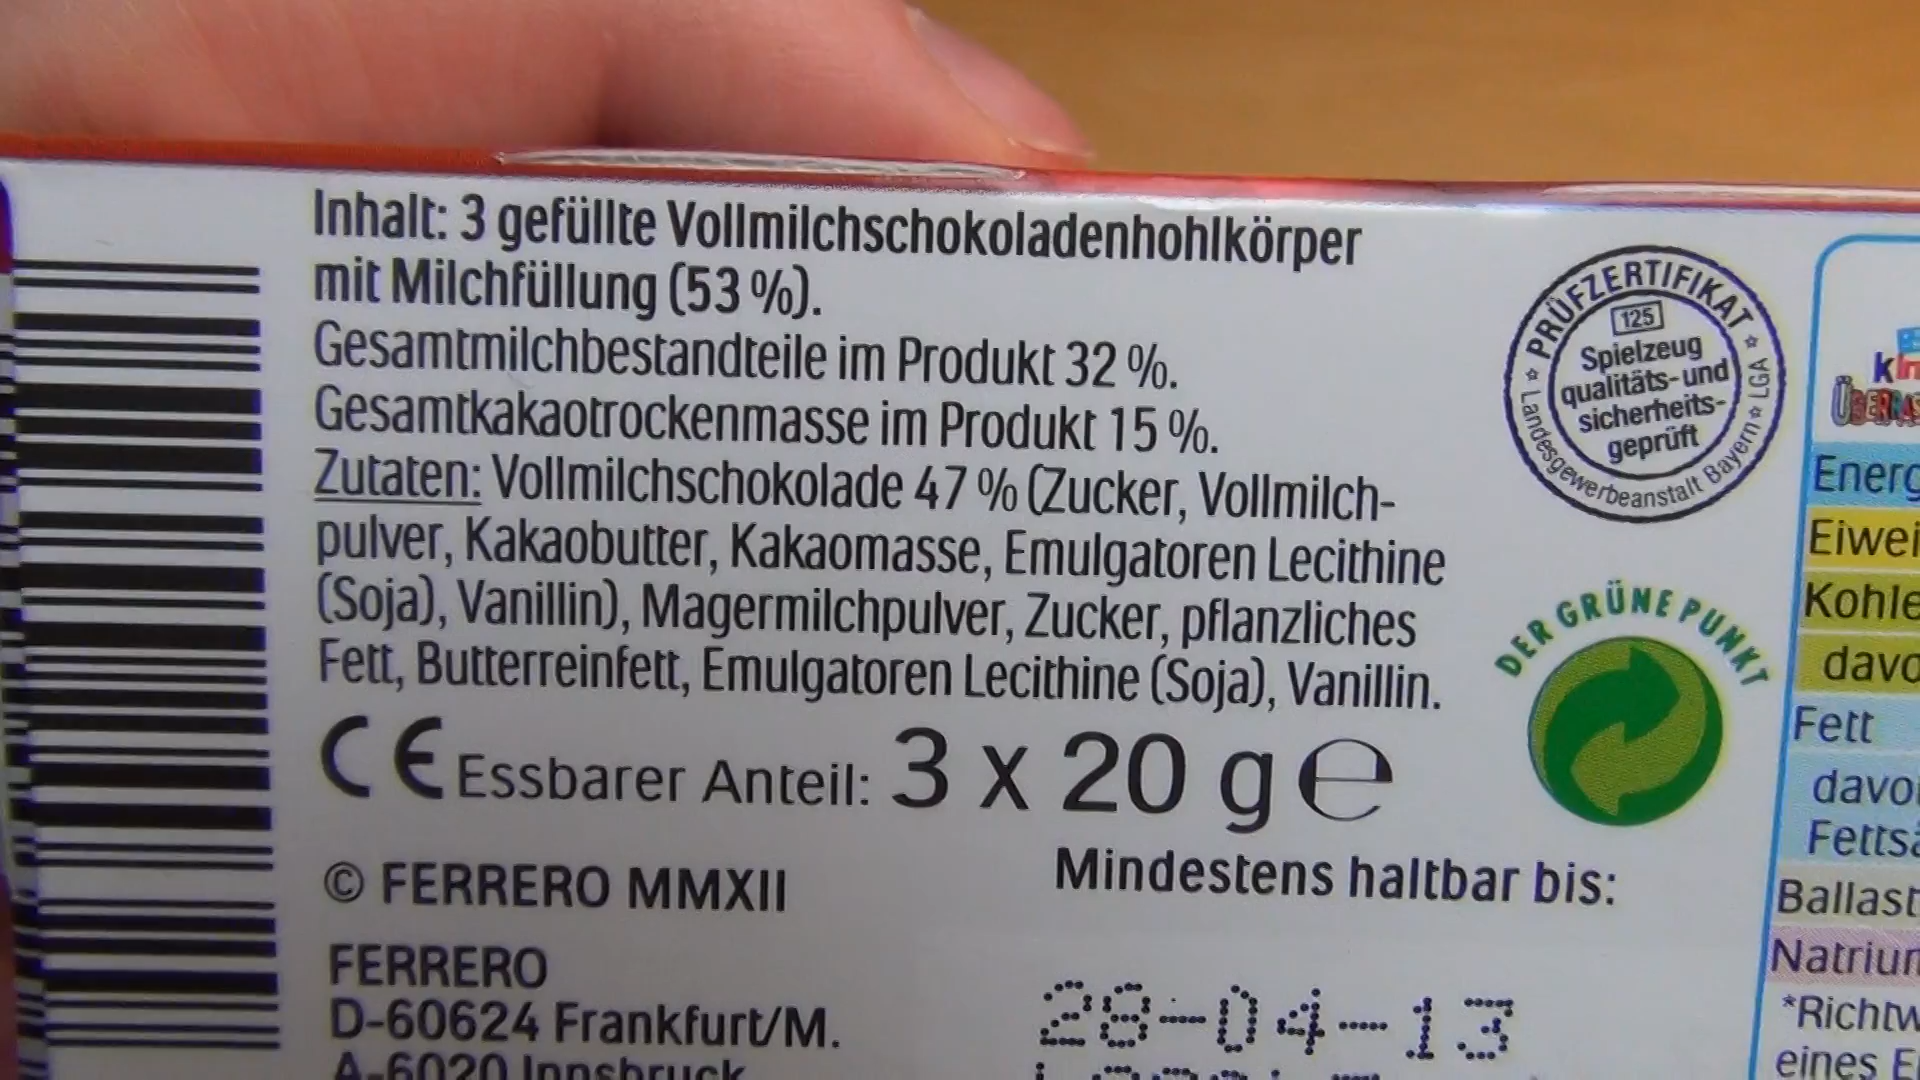 Inhalt: 3 gefüllte Vollmilchschokoladenhohlkörper
mit Milchfüllung (53 %).
Gesamtmilchbestandteile im Produkt 32 %.
Gesamtkakaotrockenmasse im Produkt 15 %.
Zutaten: Vollmilchschokolade 47 % (Zucker, Vollmilch-
pulver, Kakaobutter, Kakaomasse, Emulgatoren Lecithine
(Soja), Vanillin), Magermilchpulver, Zucker, pflanzliches
Fett, Butterreinfett, Emulgatoren Lecithine (Soja), Vanillin.
CE Essbarer Anteil: 3 x 20 g e
© FERRERO MMXII
FERRERO
D-60624 Frankfurt/M.
A-6020 Innsbruck
Mindestens haltbar bis:
28-04-13
PRÜFZERTIFIKAT
125
Spielzeug
qualitäts- und
sicherheits-
geprüft
Landesgewerbeanstalt Bayern LGA
DER GRÜNE PUNKT
Energ
Eiwei
Kohle
davo
Fett
davo
Fettsä
Ballast
Natrium
*Richtw
eines E